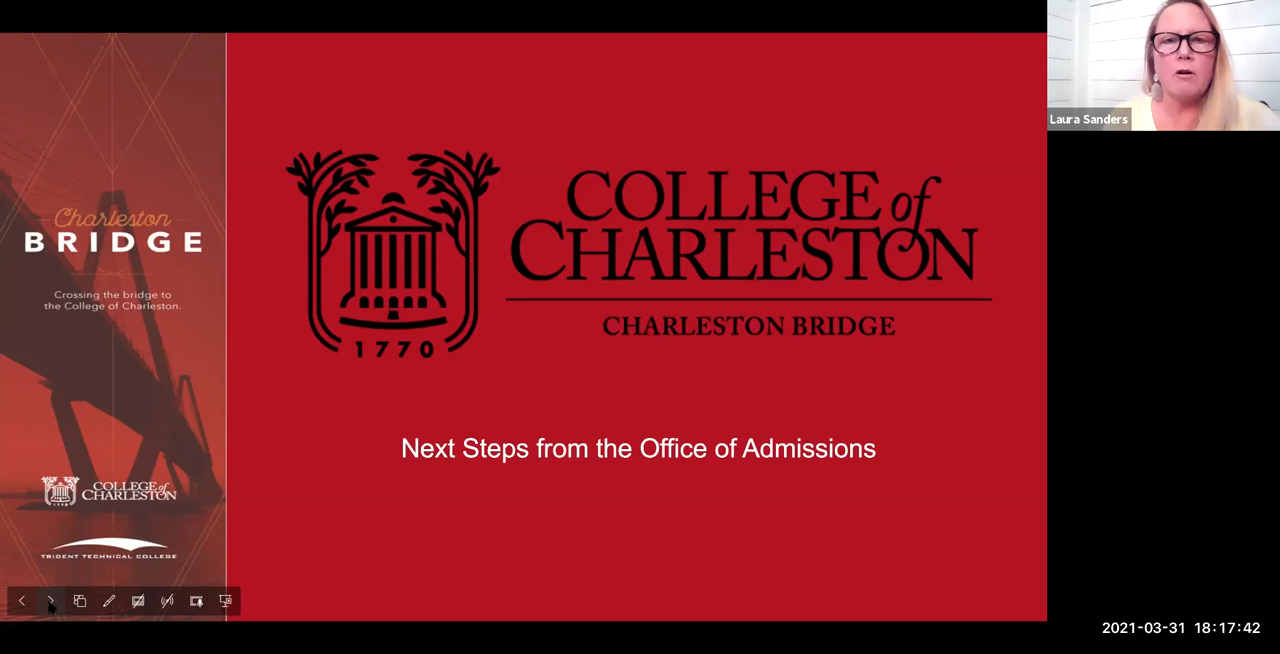 Charleston
BRIDGE
Crossing the bridge to
the College of Charleston.
COLLEGE of
CHARLESTON
TRIDENT TECHNICAL COLLEGE
COLLEGE of
CHARLESTON
CHARLESTON BRIDGE
1770
Next Steps from the Office of Admissions
Laura Sanders
2021-03-31 18:17:42